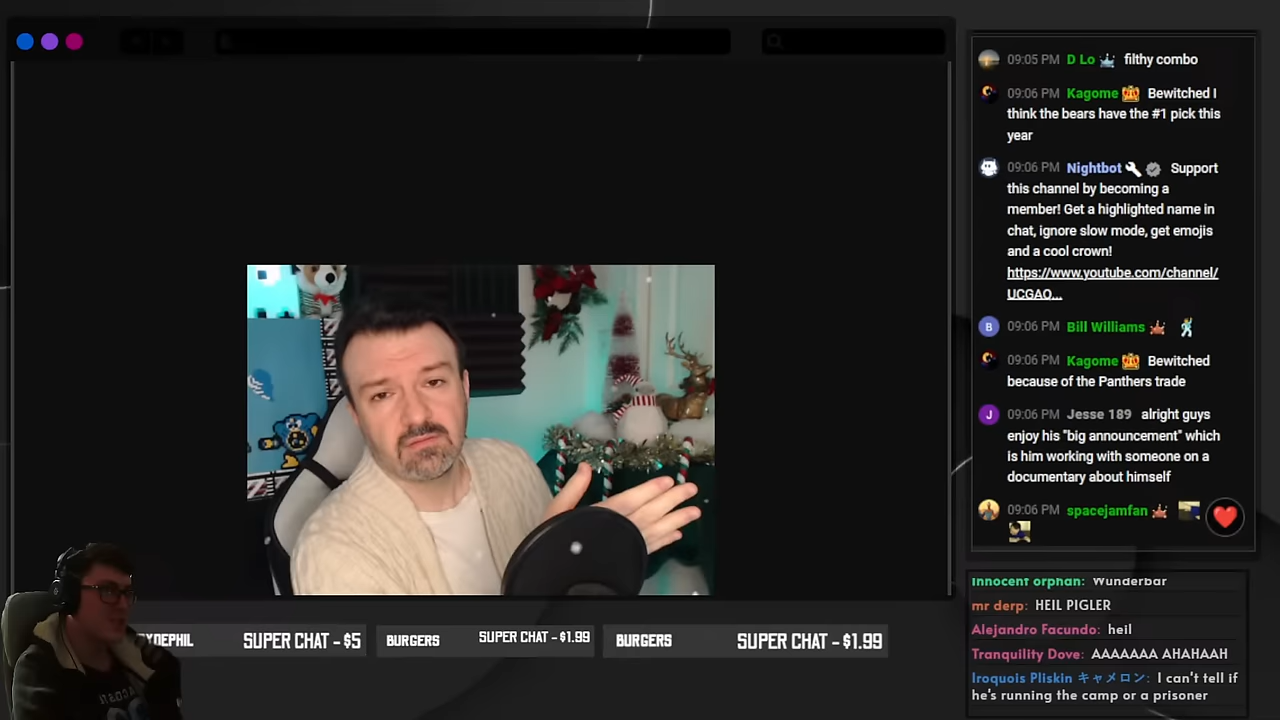 09:05 PM D Lo filthy combo
09:06 PM Kagome Bewitched I
think the bears have the #1 pick this
year
09:06 PM Nightbot Support
this channel by becoming a
member! Get a highlighted name in
chat, ignore slow mode, get emojis
and a cool crown!
https://www.youtube.com/channel/
UCGAO...
B 09:06 PM Bill Williams
09:06 PM Kagome Bewitched
because of the Panthers trade
J 09:06 PM Jesse 189 alright guys
enjoy his "big announcement" which
is him working with someone on a
documentary about himself
09:06 PM spacejamfan
Innocent orphan: Wunderbar
mr derp: HEIL PIGLER
Alejandro Facundo: heil
Tranquility Dove: AAAAAAA AHAHAAH
Iroquois Pliskin キャメロン: I can't tell if
he's running the camp or a prisoner
SUPER CHAT - $5
BURGERS SUPER CHAT - $1.99
BURGERS SUPER CHAT - $1.99